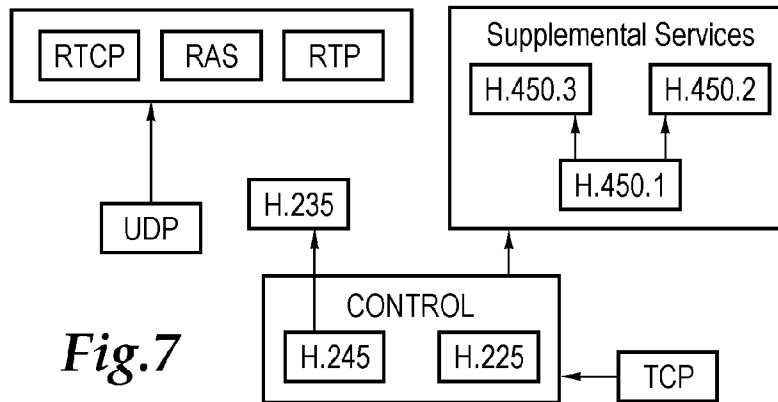 RTCP RAS RTP
Supplemental Services
H.450.3 H.450.2
H.450.1
UDP
H.235
CONTROL
H.245 H.225
TCP
Fig.7